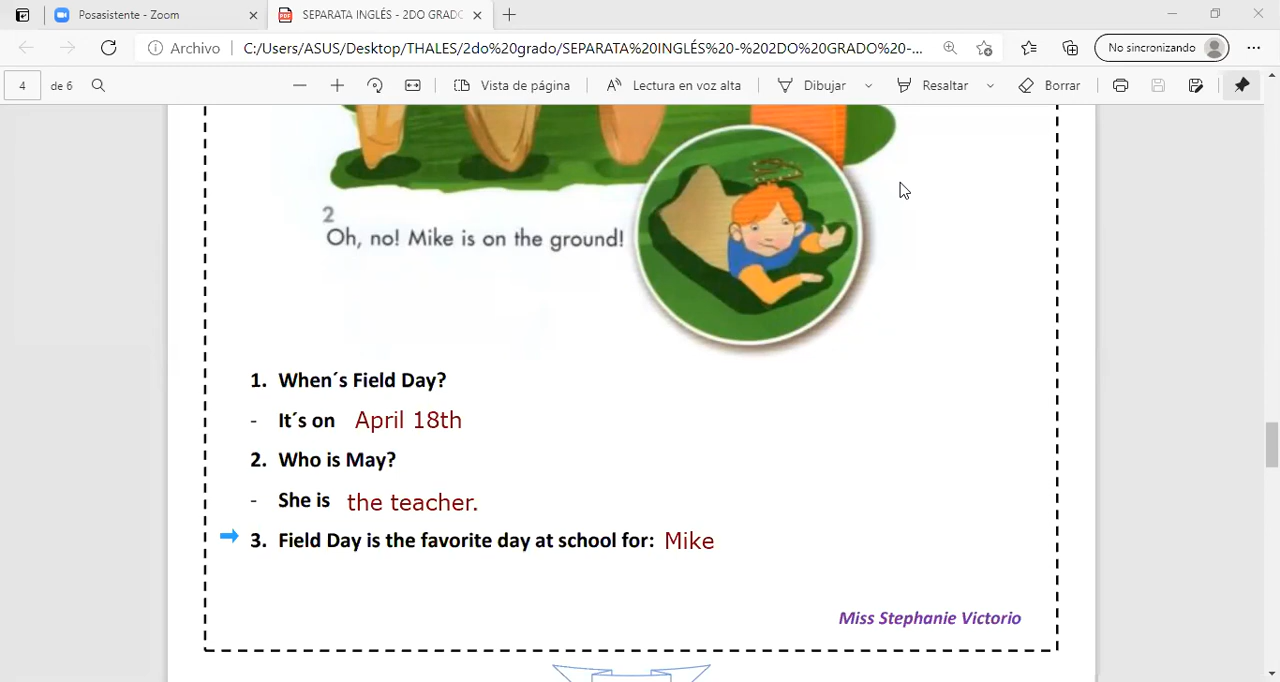 Posasistente - Zoom
SEPARATA INGLÉS - 2DO GRADO
Archivo
C:/Users/ASUS/Desktop/THALES/2do%20grado/SEPARATA%20INGLÉS%20-%202DO%20GRADO%20-...
No sincronizando
4 de 6
Vista de página
Lectura en voz alta
Dibujar
Resaltar
Borrar
2
Oh, no! Mike is on the ground!
1. When´s Field Day?
- It´s on April 18th
2. Who is May?
- She is the teacher.
3. Field Day is the favorite day at school for: Mike
Miss Stephanie Victorio